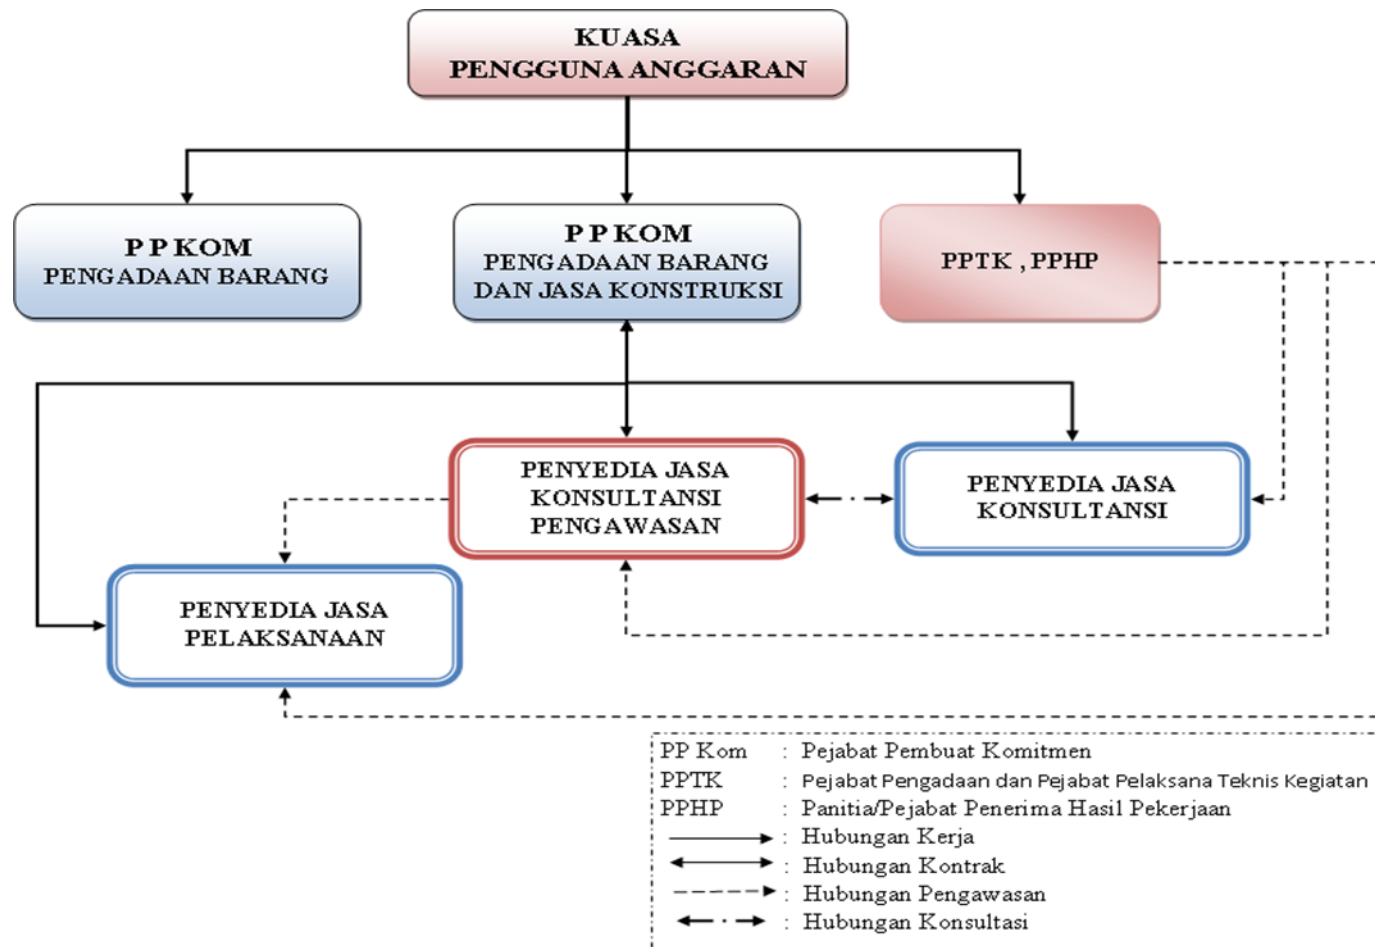 KUASA
PENGGUNA ANGGARAN
PPKOM
PENGADAAN BARANG
PPKOM
PENGADAAN BARANG
DAN JASA KONSTRUKSI
PPTK , PPHP
PENYEDIA JASA
KONSULTANSI
PENGAWASAN
PENYEDIA JASA
KONSULTANSI
PENYEDIA JASA
PELAKSANAAN
PP Kom : Pejabat Pembuat Komitmen
PPTK : Pejabat Pengadaan dan Pejabat Pelaksana Teknis Kegiatan
PPHP : Panitia/Pejabat Penerima Hasil Pekerjaan
: Hubungan Kerja
: Hubungan Kontrak
: Hubungan Pengawasan
: Hubungan Konsultasi